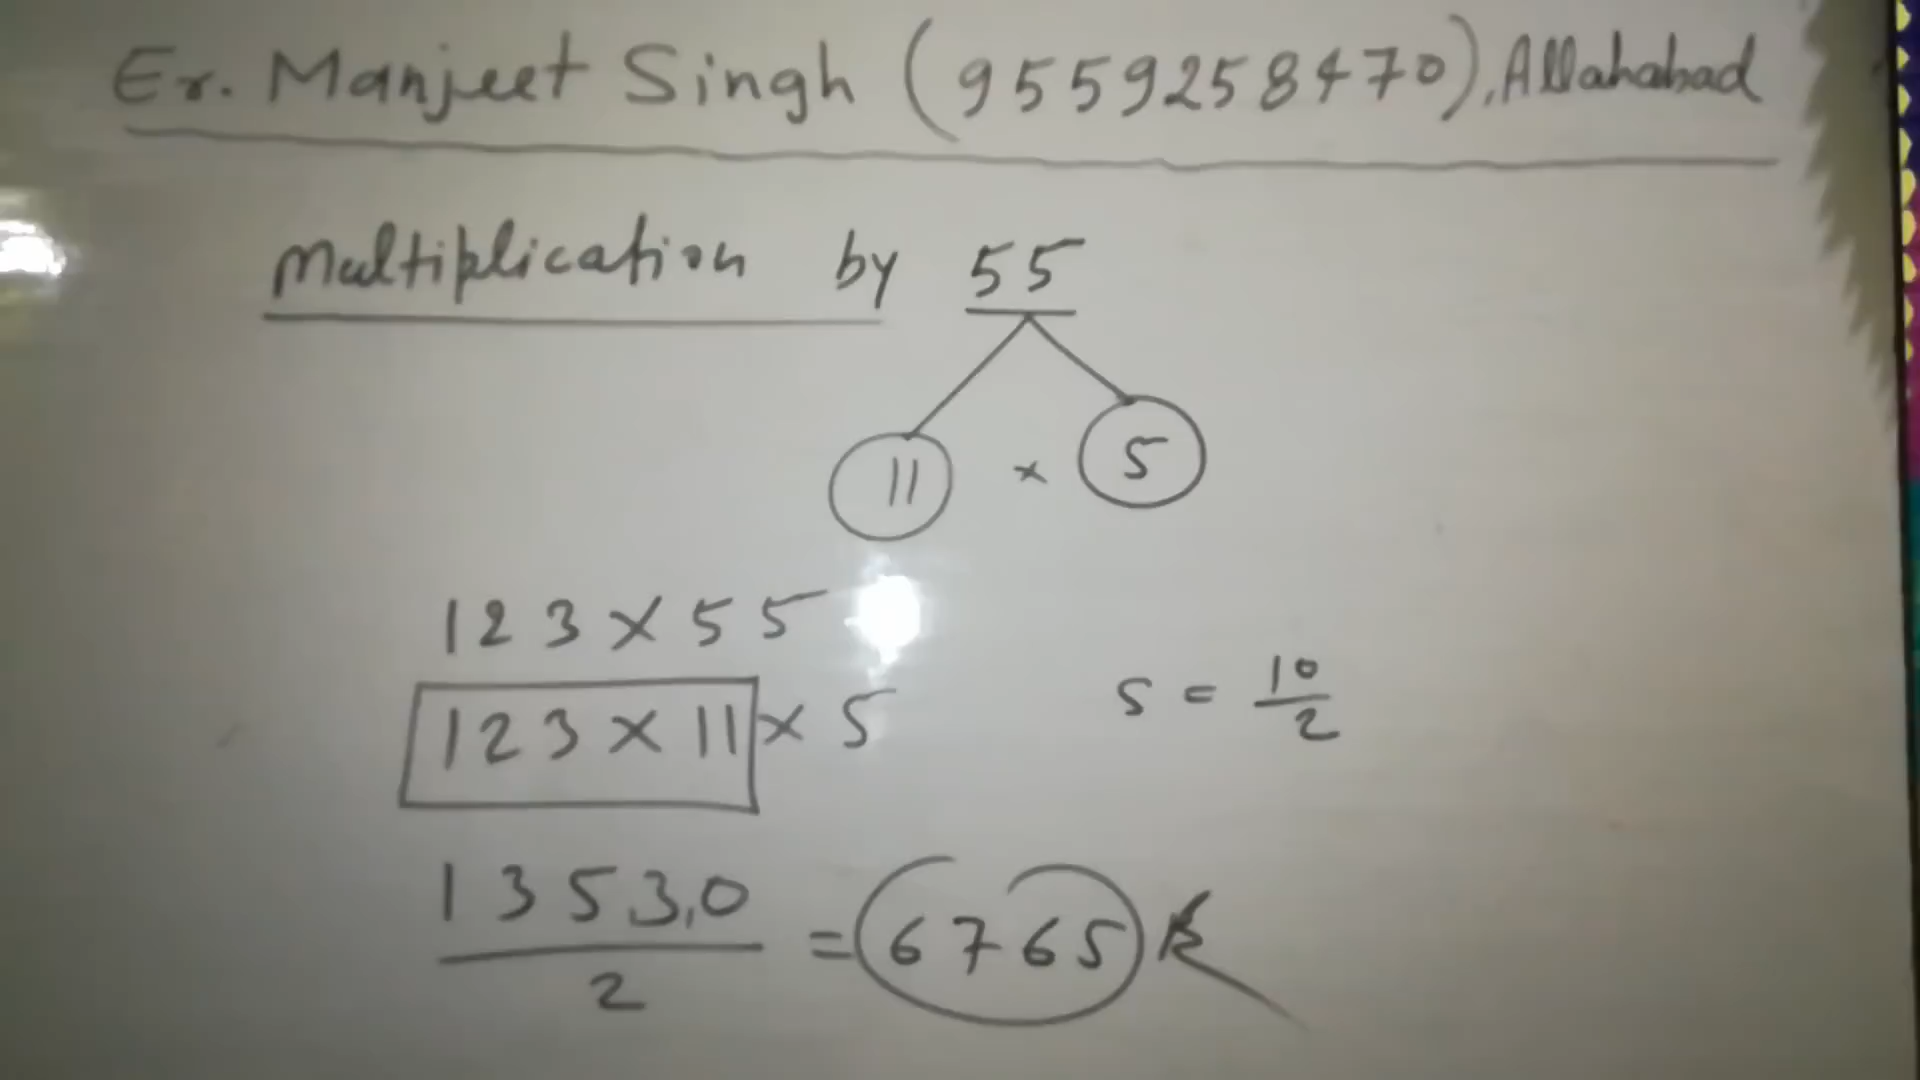 Er. Manjeet Singh (9559258470), Allahabad
Multiplication by 55
11 × 5
123 × 55
123 × 11 × 5
5 = 10/2
13530/2 = 6765